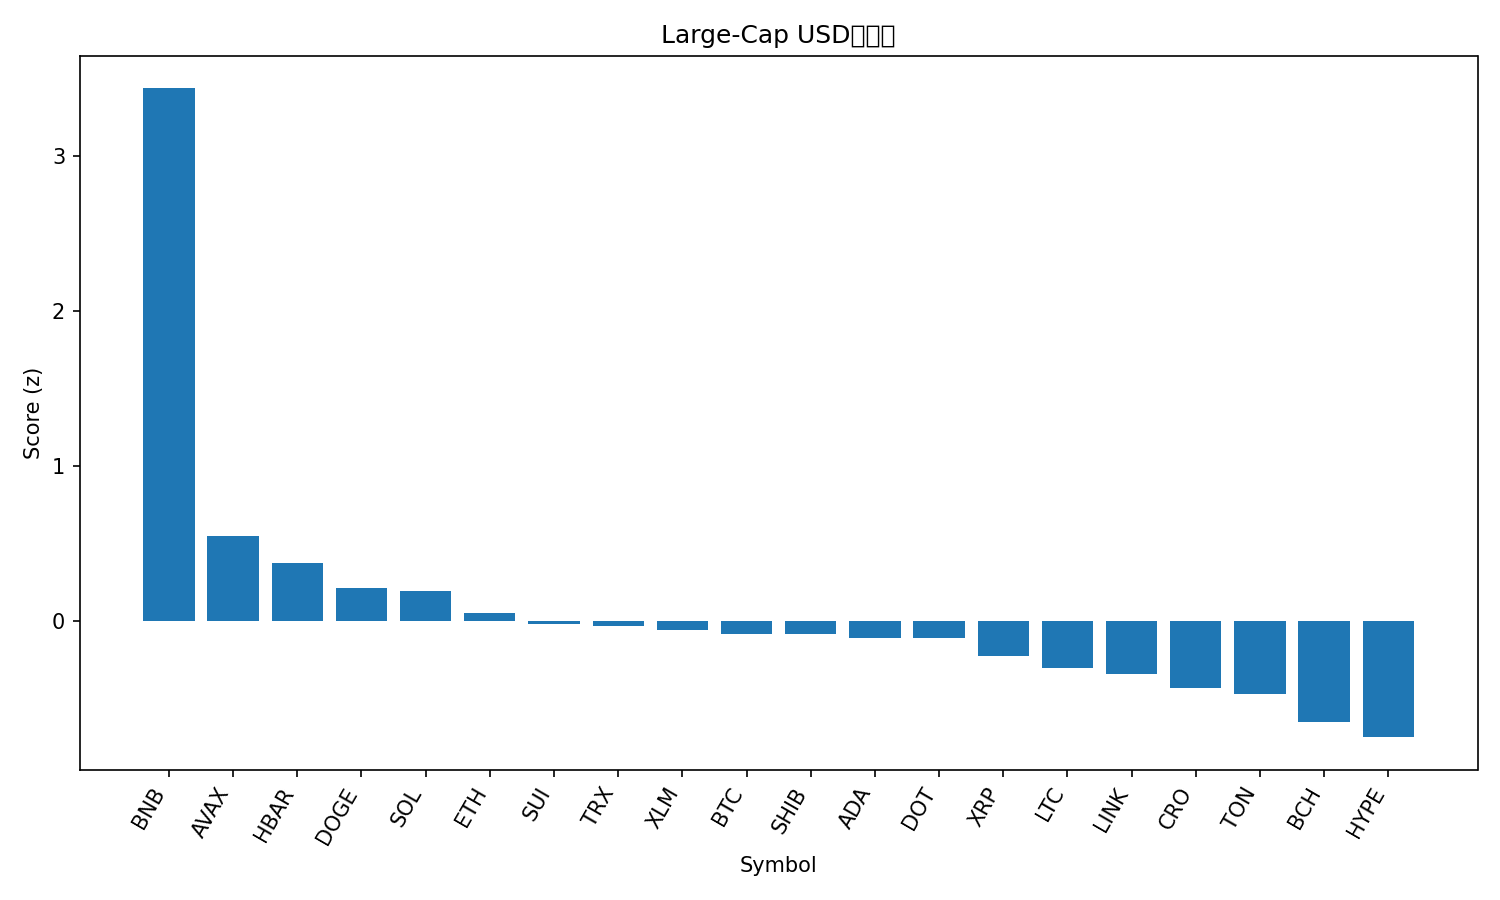 Large-Cap USD
3
2
1
0
Score (z)
BNB
AVAX
HBAR
DOGE
SOL
ETH
SUI
TRX
XLM
BTC
SHIB
ADA
DOT
XRP
LTC
LINK
CRO
TON
BCH
HYPE
Symbol